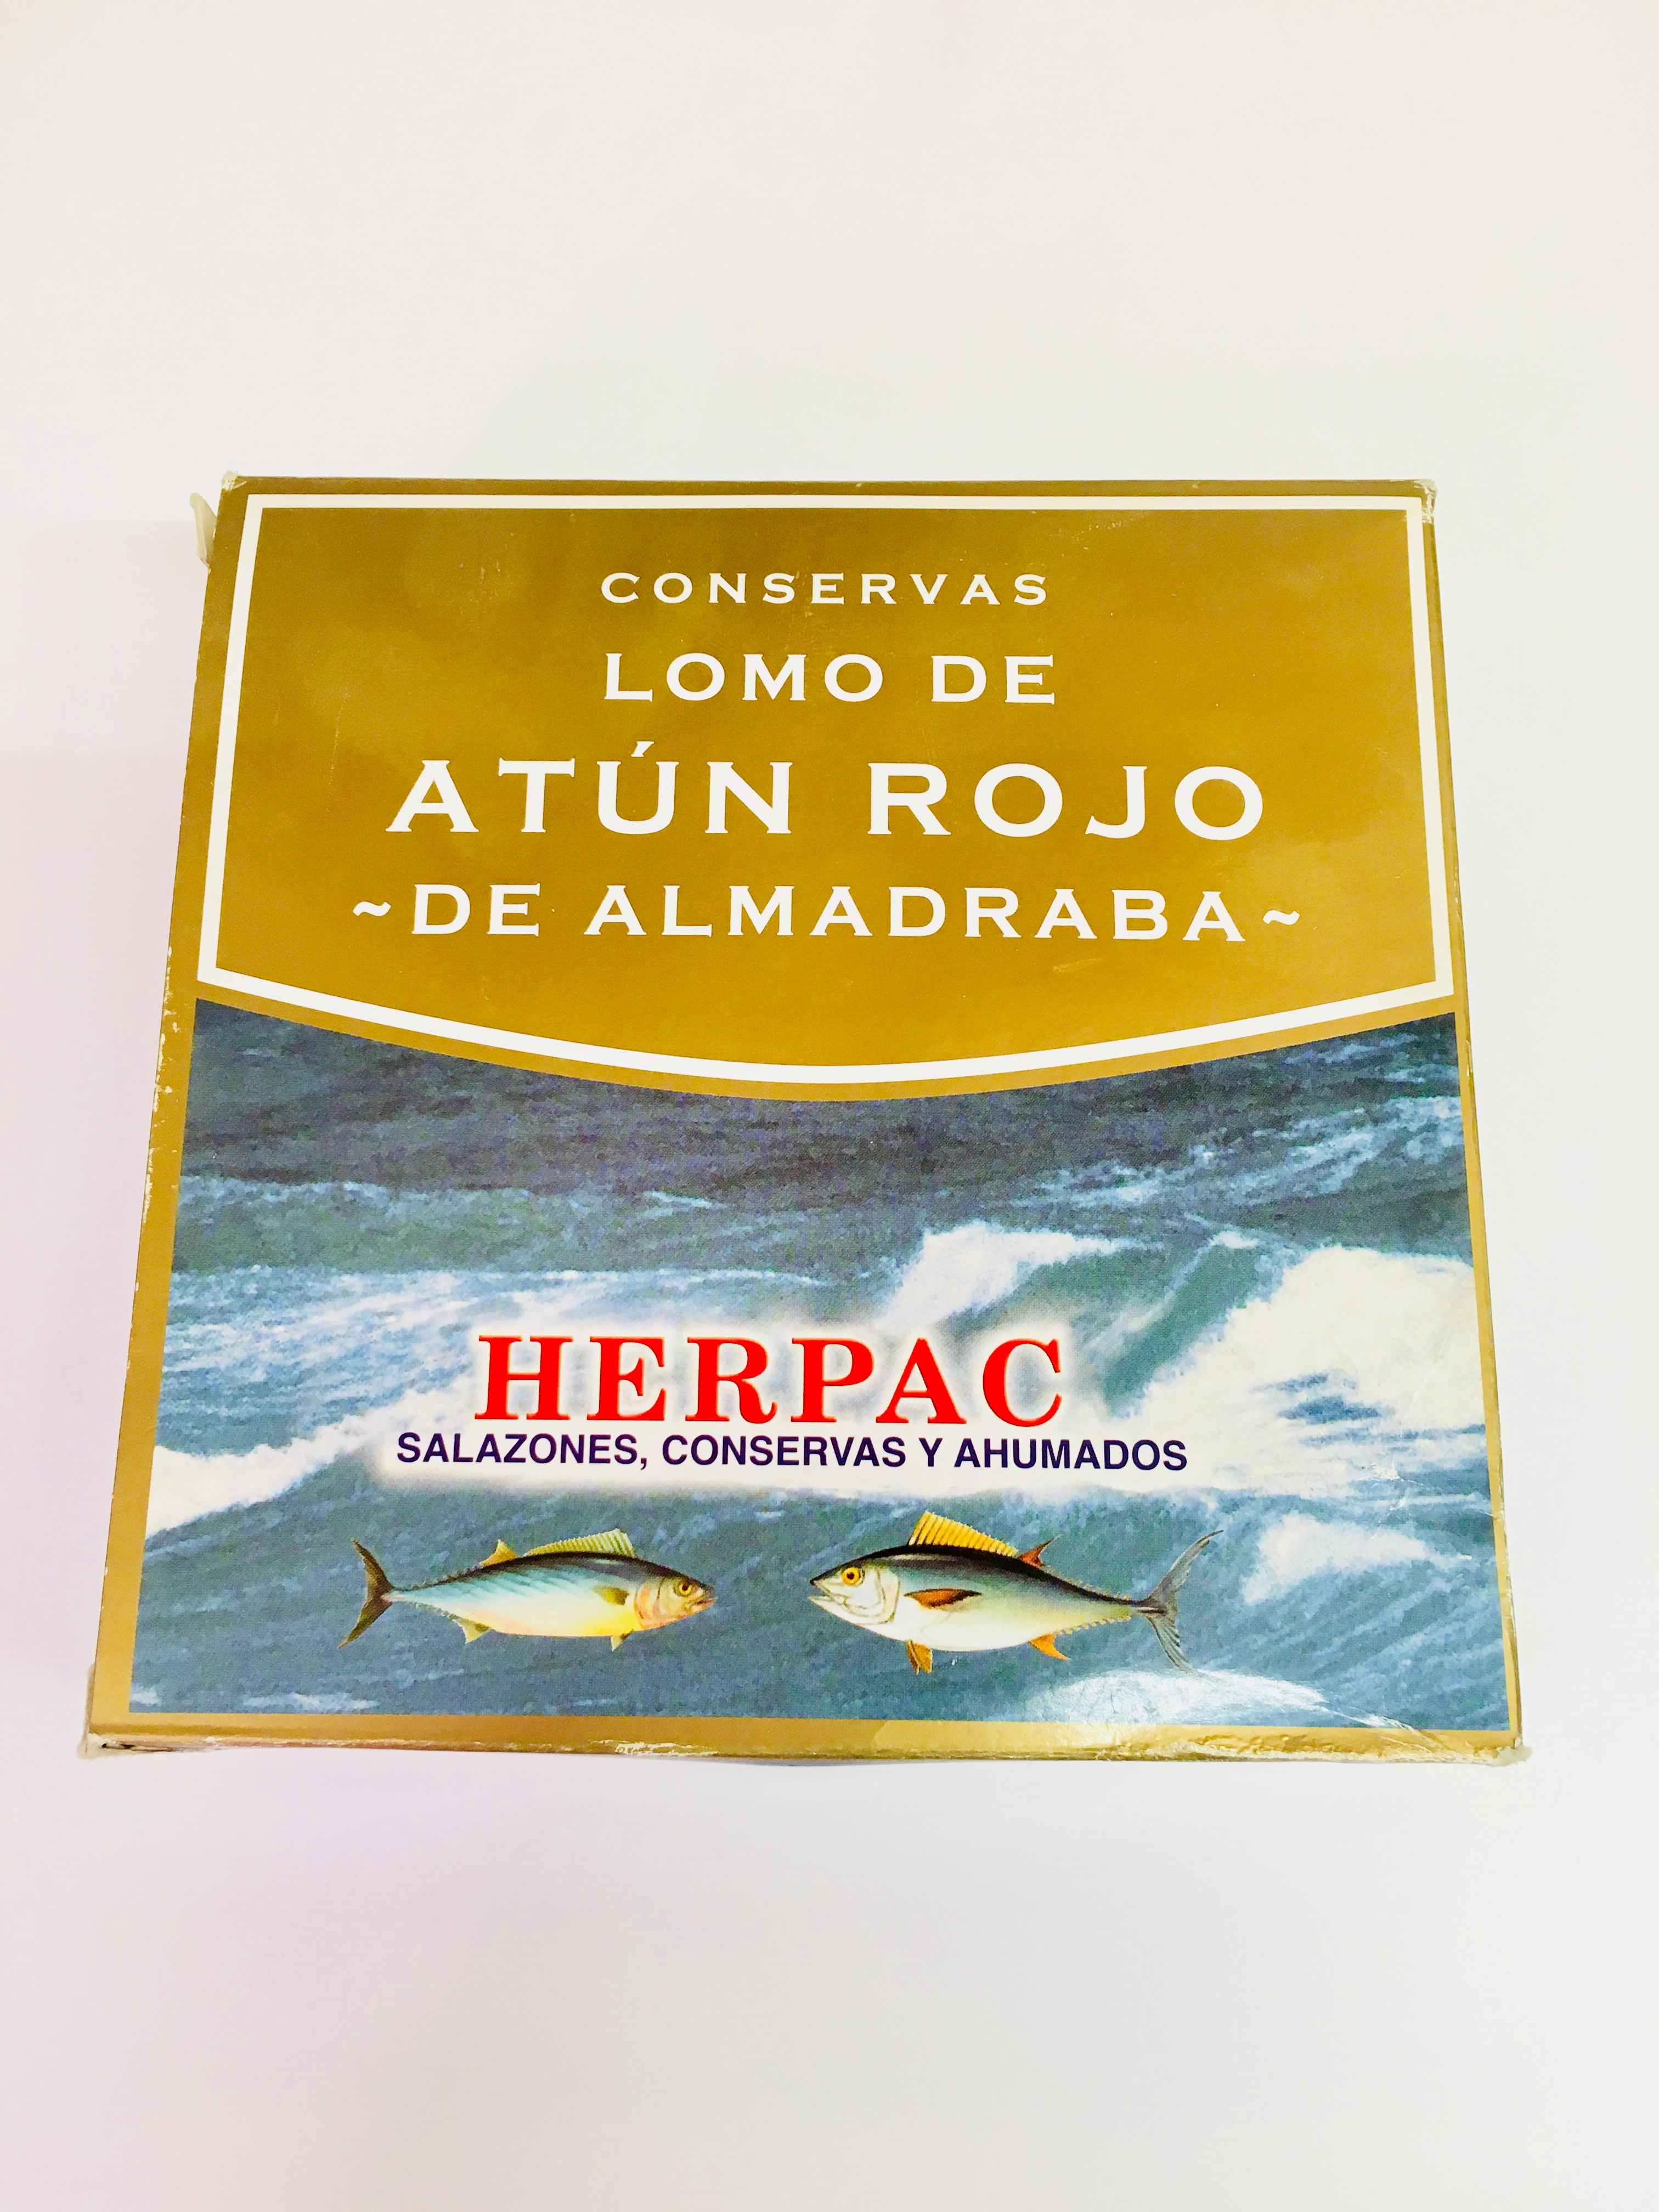 CONSERVAS
LOMO DE
ATÚN ROJO
~DE ALMADRABA~
HERPAC
SALAZONES, CONSERVAS Y AHUMADOS